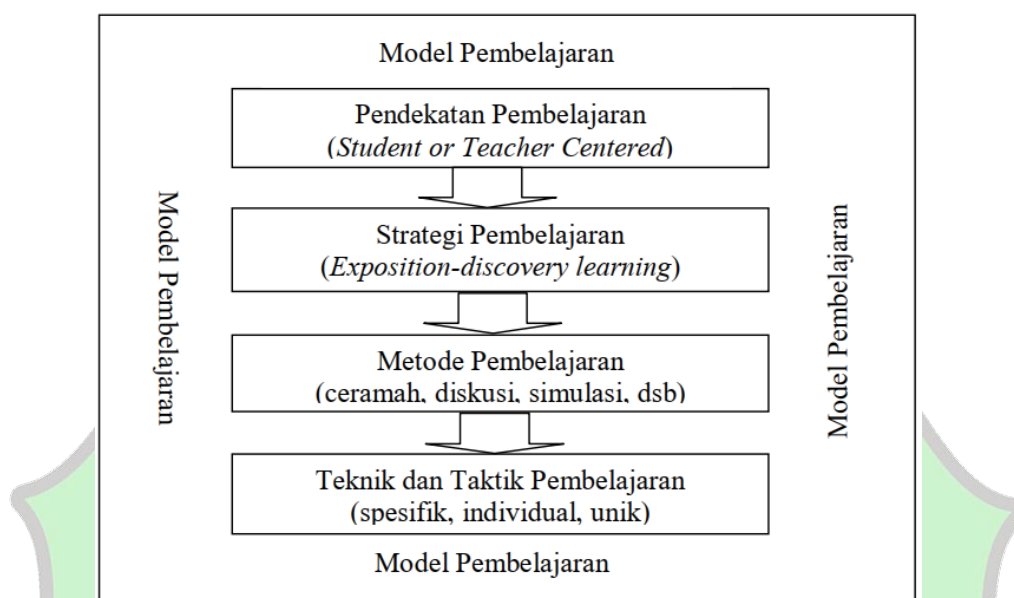 Model Pembelajaran
Pendekatan Pembelajaran
(Student or Teacher Centered)
Model Pembelajaran
Strategi Pembelajaran
(Exposition-discovery learning)
Model Pembelajaran
Metode Pembelajaran
(ceramah, diskusi, simulasi, dsb)
Teknik dan Taktik Pembelajaran
(spesifik, individual, unik)
Model Pembelajaran